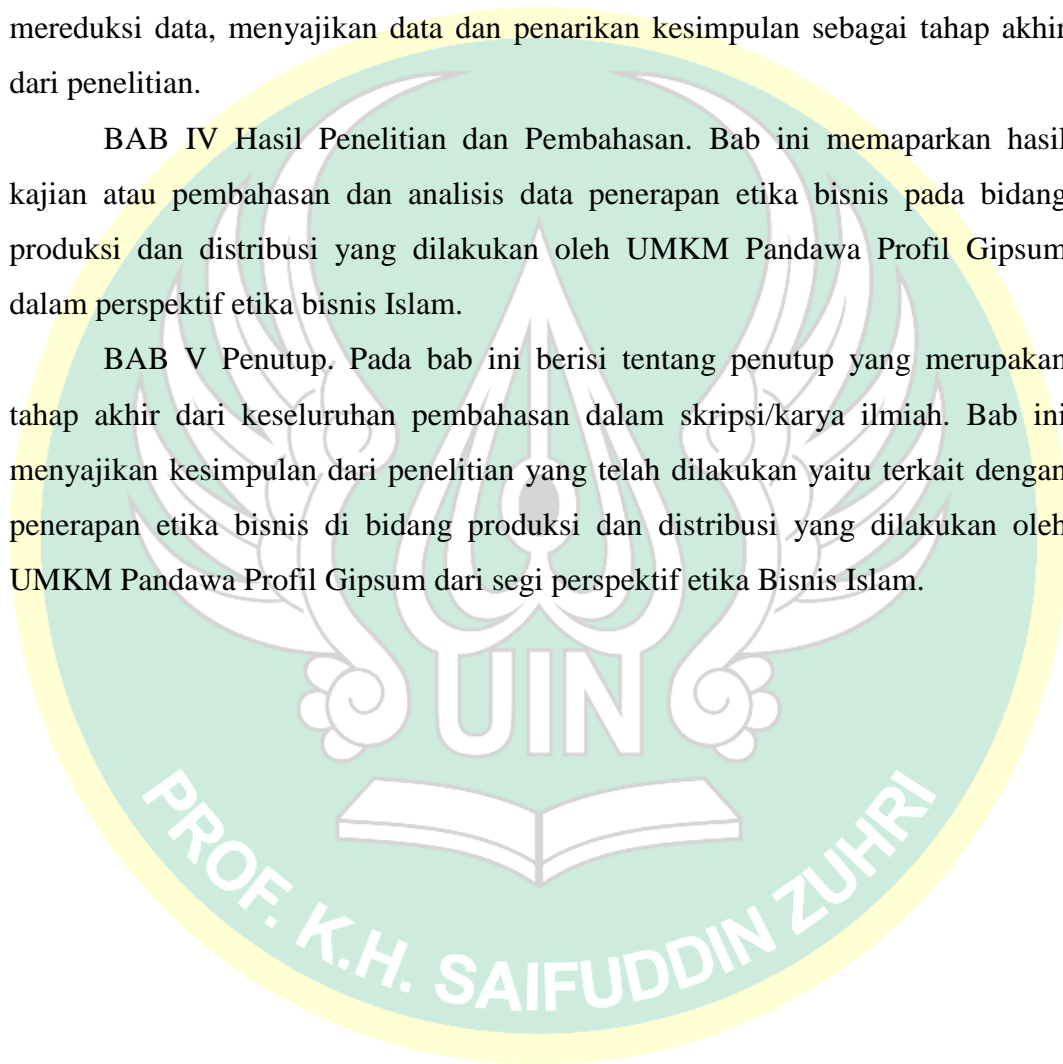 mereduksi data, menyajikan data dan penarikan kesimpulan sebagai tahap akhir
dari penelitian.
BAB IV Hasil Penelitian dan Pembahasan. Bab ini memaparkan hasil
kajian atau pembahasan dan analisis data penerapan etika bisnis pada bidang
produksi dan distribusi yang dilakukan oleh UMKM Pandawa Profil Gipsum
dalam perspektif etika bisnis Islam.
BAB V Penutup. Pada bab ini berisi tentang penutup yang merupakan
tahap akhir dari keseluruhan pembahasan dalam skripsi/karya ilmiah. Bab ini
menyajikan kesimpulan dari penelitian yang telah dilakukan yaitu terkait dengan
penerapan etika bisnis di bidang produksi dan distribusi yang dilakukan oleh
UMKM Pandawa Profil Gipsum dari segi perspektif etika Bisnis Islam.
UIN
PROF. K.H. SAIFUDDIN ZUHRI